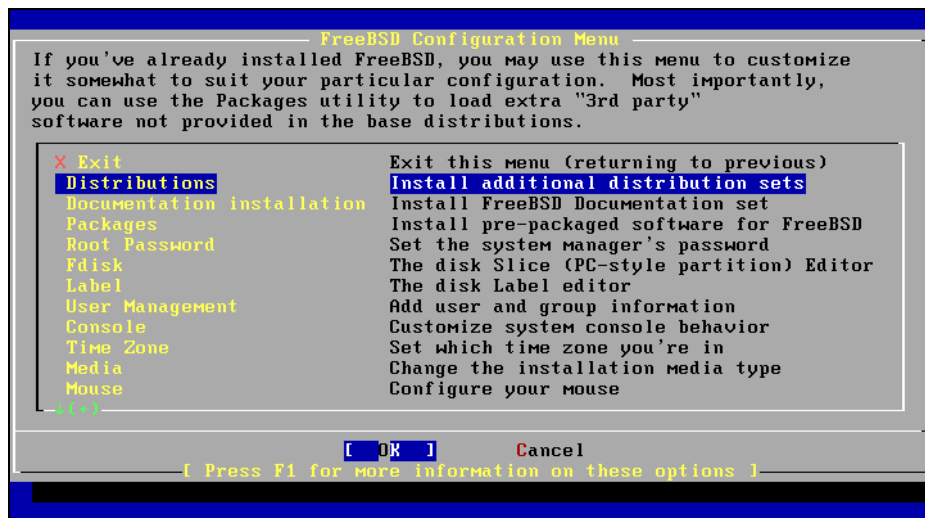 FreeBSD Configuration Menu
If you've already installed FreeBSD, you may use this menu to customize
it somewhat to suit your particular configuration.  Most importantly,
you can use the Packages utility to load extra "3rd party"
software not provided in the base distributions.
X Exit Exit this menu (returning to previous)
Distributions Install additional distribution sets
Documentation installation Install FreeBSD Documentation set
Packages Install pre-packaged software for FreeBSD
Root Password Set the system manager's password
Fdisk The disk Slice (PC-style partition) Editor
Label The disk Label editor
User Management Add user and group information
Console Customize system console behavior
Time Zone Set which time zone you're in
Media Change the installation media type
Mouse Configure your mouse
↓(+)
[ OK ] Cancel
[ Press F1 for more information on these options ]